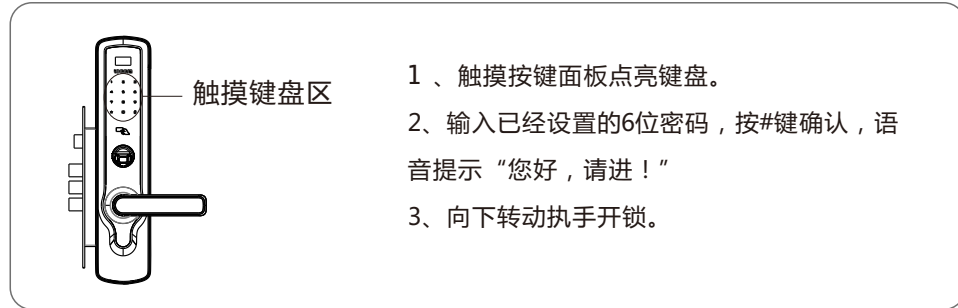 触摸键盘区
1 、触摸按键面板点亮键盘。
2、输入已经设置的6位密码，按#键确认，语
音提示“您好，请进！”
3、向下转动执手开锁。